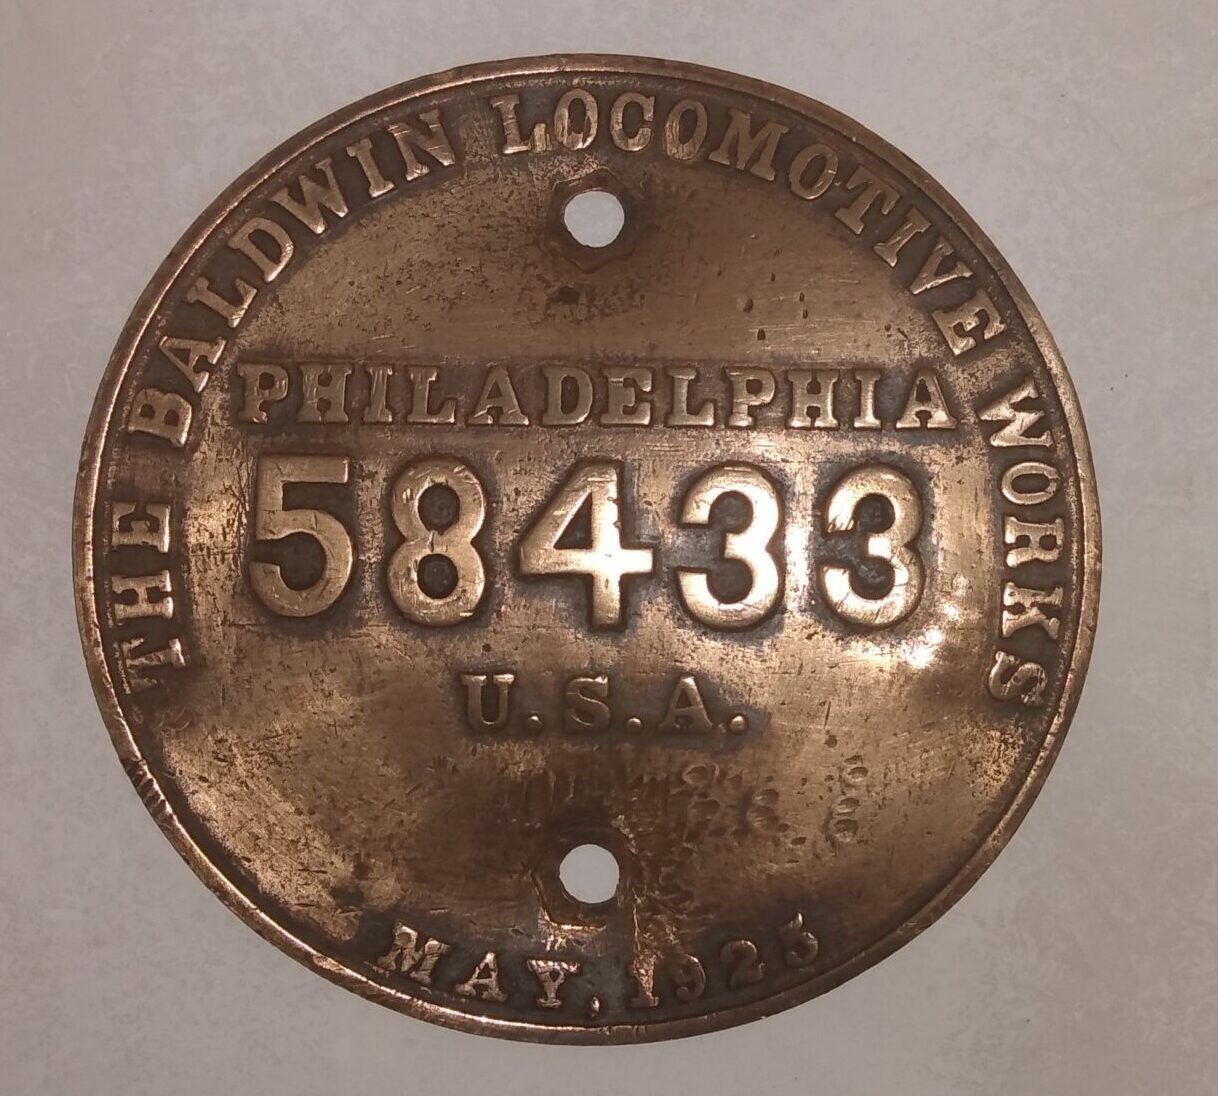 THE BALDWIN LOCOMOTIVE WORKS
PHILADELPHIA
58433
U.S.A.
MAY, 1925